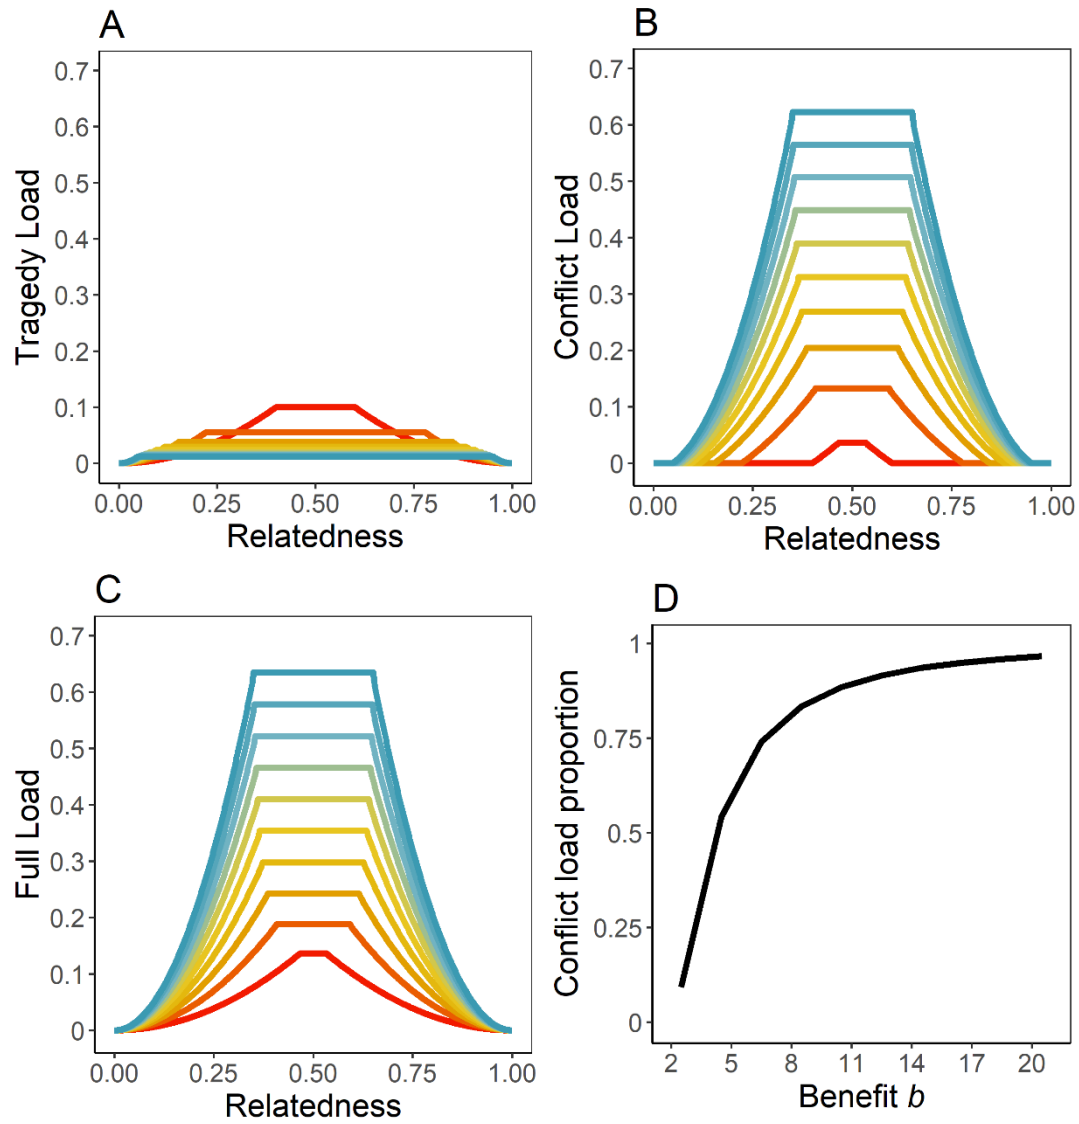 A
Tragedy Load
0.7
0.6
0.5
0.4
0.3
0.2
0.1
0
0.00 0.25 0.50 0.75 1.00
Relatedness
B
Conflict Load
0.7
0.6
0.5
0.4
0.3
0.2
0.1
0
0.00 0.25 0.50 0.75 1.00
Relatedness
C
Full Load
0.7
0.6
0.5
0.4
0.3
0.2
0.1
0
0.00 0.25 0.50 0.75 1.00
Relatedness
D
Conflict load proportion
1
0.75
0.5
0.25
0
2 5 8 11 14 17 20
Benefit b